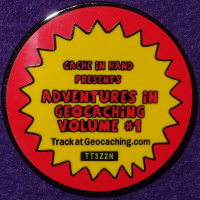 CACHE IN HAND
PRESENTS
ADVENTURES IN
GEOCACHING
VOLUME #1
Track at Geocaching.com
TT3Z2N